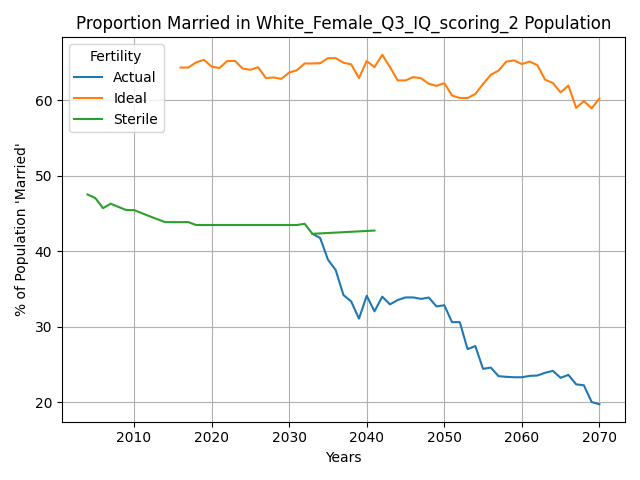 Proportion Married in White_Female_Q3_IQ_scoring_2 Population
% of Population 'Married'
Fertility
Actual
Ideal
Sterile
60
50
40
30
20
2010 2020 2030 2040 2050 2060 2070
Years